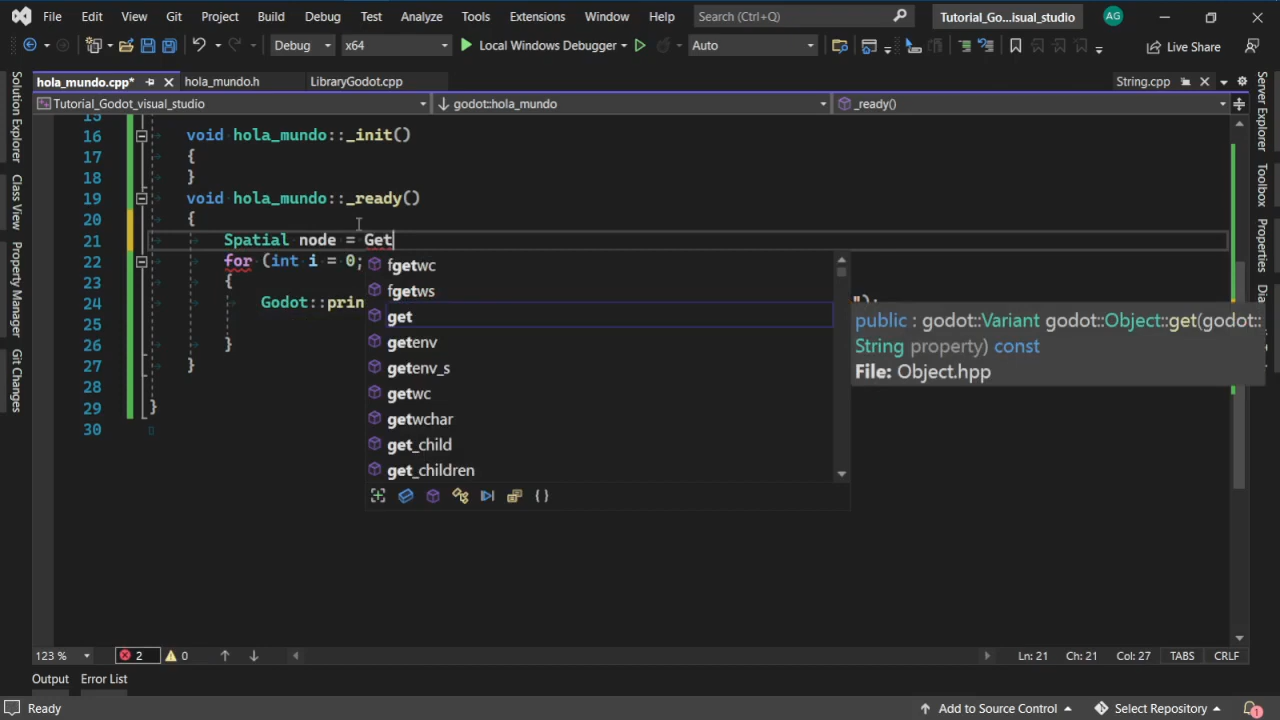 File Edit View Git Project Build Debug Test Analyze Tools Extensions Window Help Search (Ctrl+Q) Tutorial_Go...isual_studio AG
Debug x64 Local Windows Debugger Auto Live Share
hola_mundo.cpp* hola_mundo.h LibraryGodot.cpp String.cpp
Tutorial_Godot_visual_studio godot::hola_mundo _ready()
Solution Explorer
Class View
Property Manager
Git Changes
Server Explorer
Toolbox
Properties
15
16 void hola_mundo::_init()
17 {
18 }
19 void hola_mundo::_ready()
20 {
21 Spatial node = Get
22 for (int i = 0;
23 {
24 Godot::prin ");
25
26 }
27 }
28
29 }
30
fgetwc
fgetws
get
getenv
getenv_s
getwc
getwchar
get_child
get_children
public : godot::Variant godot::Object::get(godot::
String property) const
File: Object.hpp
123 % 2 0 Ln: 21 Ch: 21 Col: 27 TABS CRLF
Output Error List
Ready Add to Source Control Select Repository 1